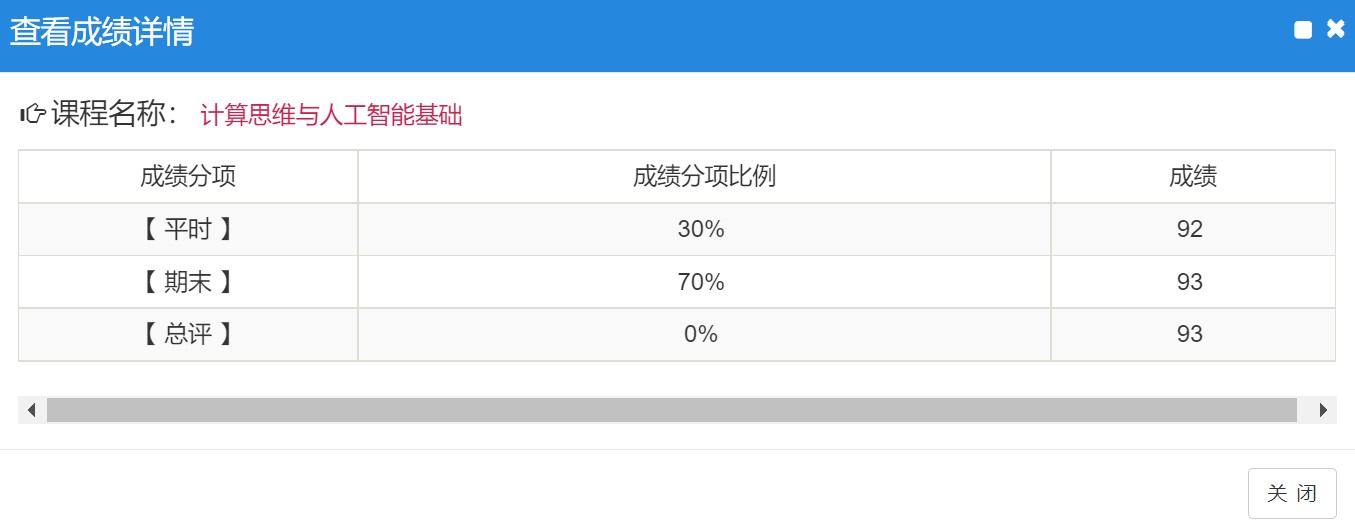 查看成绩详情
课程名称： 计算思维与人工智能基础
成绩分项 成绩分项比例 成绩
【 平时 】 30% 92
【 期末 】 70% 93
【 总评 】 0% 93
关 闭